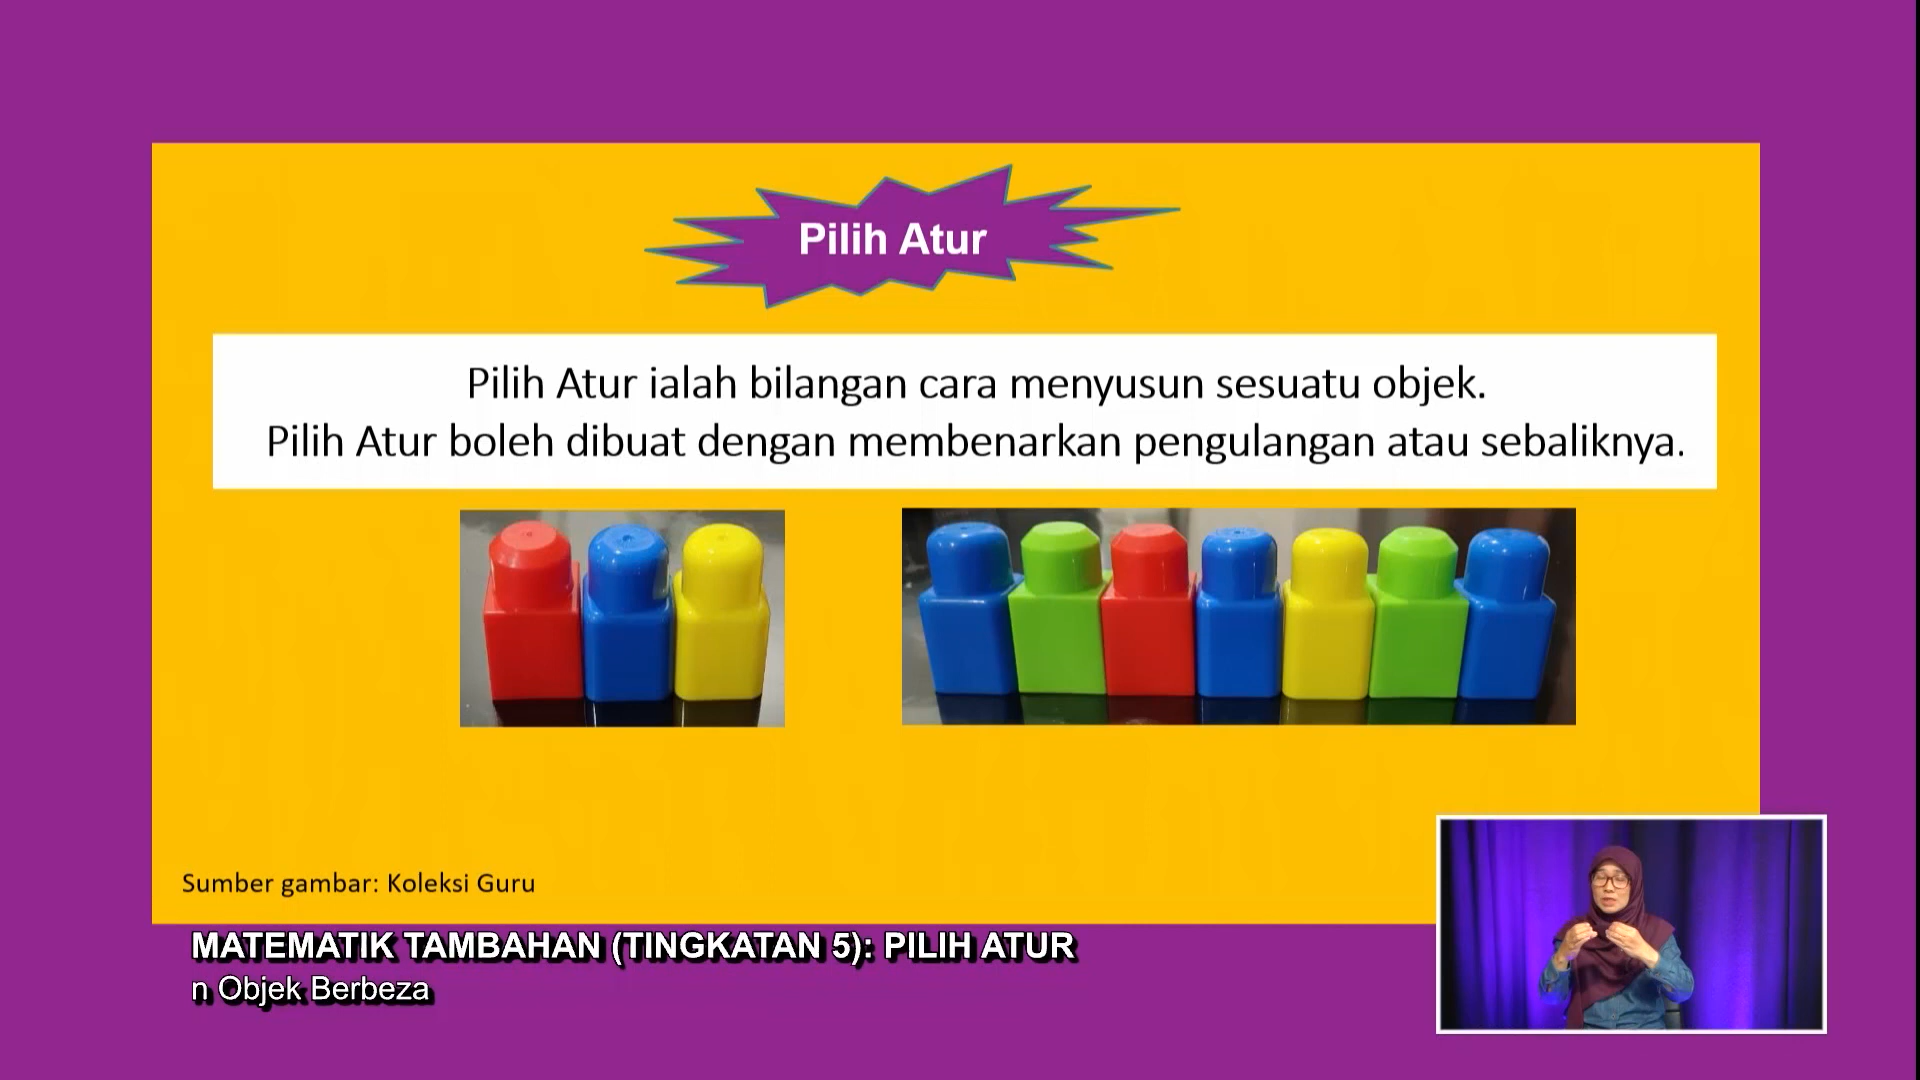 Pilih Atur
Pilih Atur ialah bilangan cara menyusun sesuatu objek.
Pilih Atur boleh dibuat dengan membenarkan pengulangan atau sebaliknya.
Sumber gambar: Koleksi Guru
MATEMATIK TAMBAHAN (TINGKATAN 5): PILIH ATUR
n Objek Berbeza